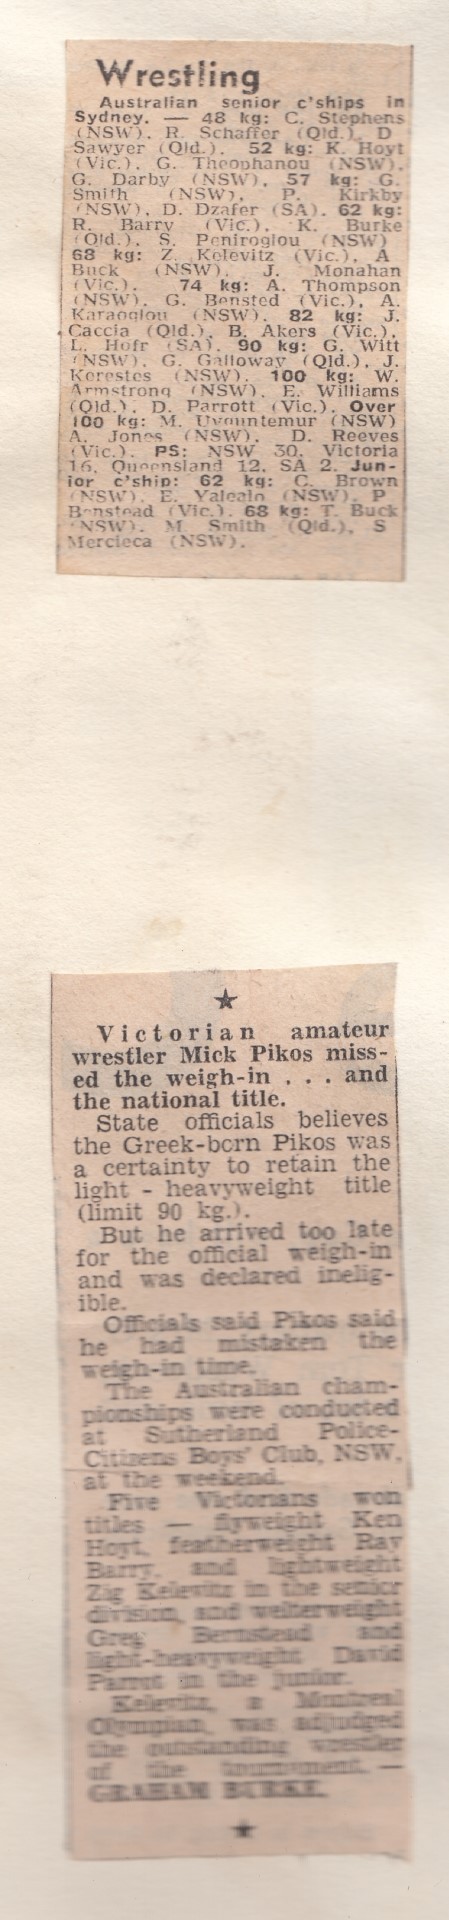 Wrestling
Australian senior c'ships in
Sydney. — 48 kg: C. Stephens
(NSW), R. Schaffer (Qld.), D
Sawyer (Qld.). 52 kg: K. Hoyt
(Vic.), G. Theophanou (NSW),
G. Darby (NSW). 57 kg: G.
Smith (NSW), P. Kirkby
(NSW), D. Dzafer (SA). 62 kg:
R. Barry (Vic.), K. Burke
(Qld.), S. Peniroglou (NSW)
68 kg: Z. Kelevitz (Vic.), A
Buck (NSW), J. Monahan
(Vic.). 74 kg: A. Thompson
(NSW), G. Bensted (Vic.), A.
Karaoglou (NSW). 82 kg: J.
Caccia (Qld.), B. Akers (Vic.),
L. Hofr (SA). 90 kg: G. Witt
(NSW), G. Galloway (Qld.), J.
Kerestes (NSW). 100 kg: W.
Armstrong (NSW), E. Williams
(Qld.), D. Parrott (Vic.). Over
100 kg: M. (NSW)
A. Jones (NSW), D. Reeves
(Vic.). PS: NSW 30, Victoria
16, Queensland 12, SA 2. Jun-
ior c'ship: 62 kg: C. Brown
(NSW), E. (NSW), P
Benstead (Vic.). 68 kg: T. Buck
(NSW), M. Smith (Qld.), S
Mercieca (NSW).
★
Victorian amateur
wrestler Mick Pikos miss-
ed the weigh-in . . . and
the national title.
State officials believes
the Greek-born Pikos was
a certainty to retain the
light - heavyweight title
(limit 90 kg.).
But he arrived too late
for the official weigh-in
and was declared inelig-
ible.
Officials said Pikos said
he had mistaken the
weigh-in time.
The Australian cham-
pionships were conducted
at Sutherland Police-
Citizens Boys' Club, NSW,
at the weekend.
Five Victorians won
titles — flyweight Ken
Hoyt, featherweight Ray
Barry, and lightweight
Zig Kelevitz in the senior
division, and welterweight
Greg Bernstead and
light-heavyweight David
Parrot in the junior.
Kelevitz, a Montreal
Olympian, was adjudged
the outstanding wrestler
of the tournament. —
GRAHAM BURKE.
★